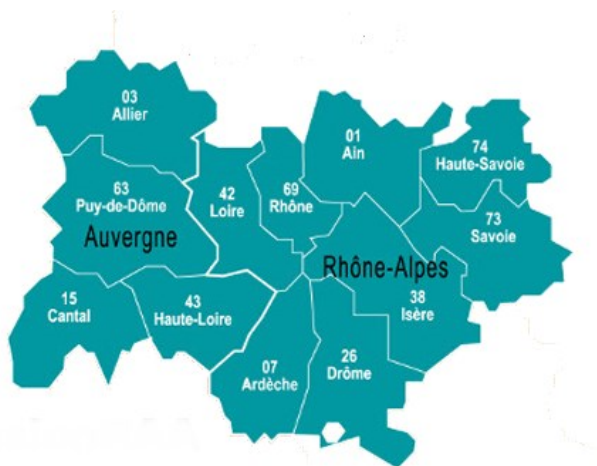 03
Allier
01
Ain
74
Haute-Savoie
63
Puy-de-Dôme
42
Loire
69
Rhône
73
Savoie
Auvergne
Rhône-Alpes
15
Cantal
43
Haute-Loire
38
Isère
07
Ardèche
26
Drôme